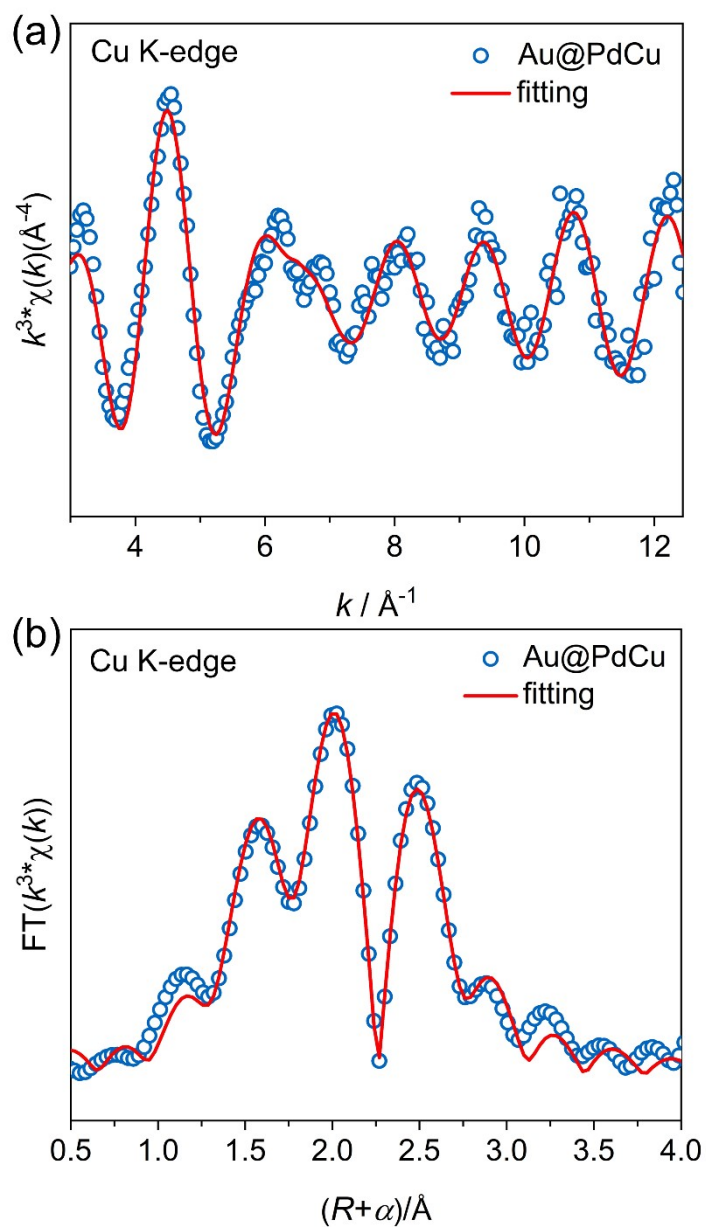 (a)
Cu K-edge
Au@PdCu
fitting
k³*χ(k)(Å⁻⁴)
4 6 8 10 12
k / Å⁻¹
(b)
Cu K-edge
Au@PdCu
fitting
FT(k³*χ(k))
0.5 1.0 1.5 2.0 2.5 3.0 3.5 4.0
(R+α)/Å